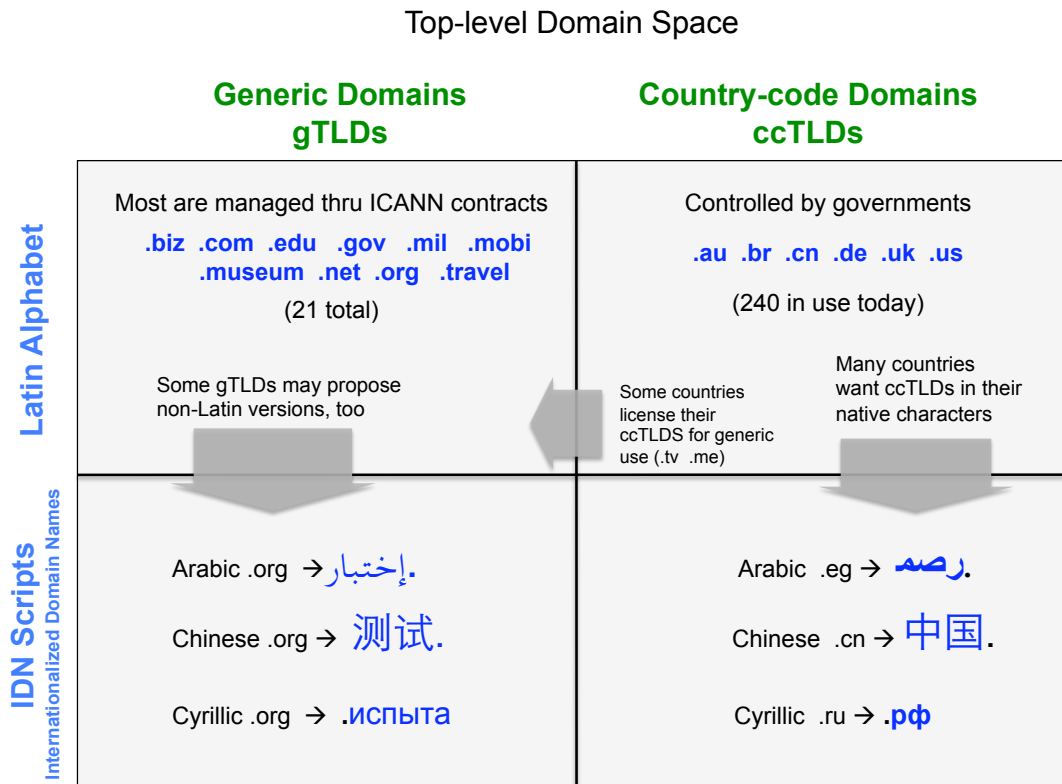 Top-level Domain Space
Generic Domains
gTLDs
Country-code Domains
ccTLDs
Latin Alphabet
Most are managed thru ICANN contracts
.biz .com .edu .gov .mil .mobi
.museum .net .org .travel
(21 total)
Some gTLDs may propose
non-Latin versions, too
Controlled by governments
.au .br .cn .de .uk .us
(240 in use today)
Some countries
license their
ccTLDS for generic
use (.tv .me)
Many countries
want ccTLDs in their
native characters
IDN Scripts
Internationalized Domain Names
Arabic .org → .إختبار
Chinese .org → 测试.
Cyrillic .org → .испыта
Arabic .eg → .رصمـ
Chinese .cn → 中国.
Cyrillic .ru → .рф